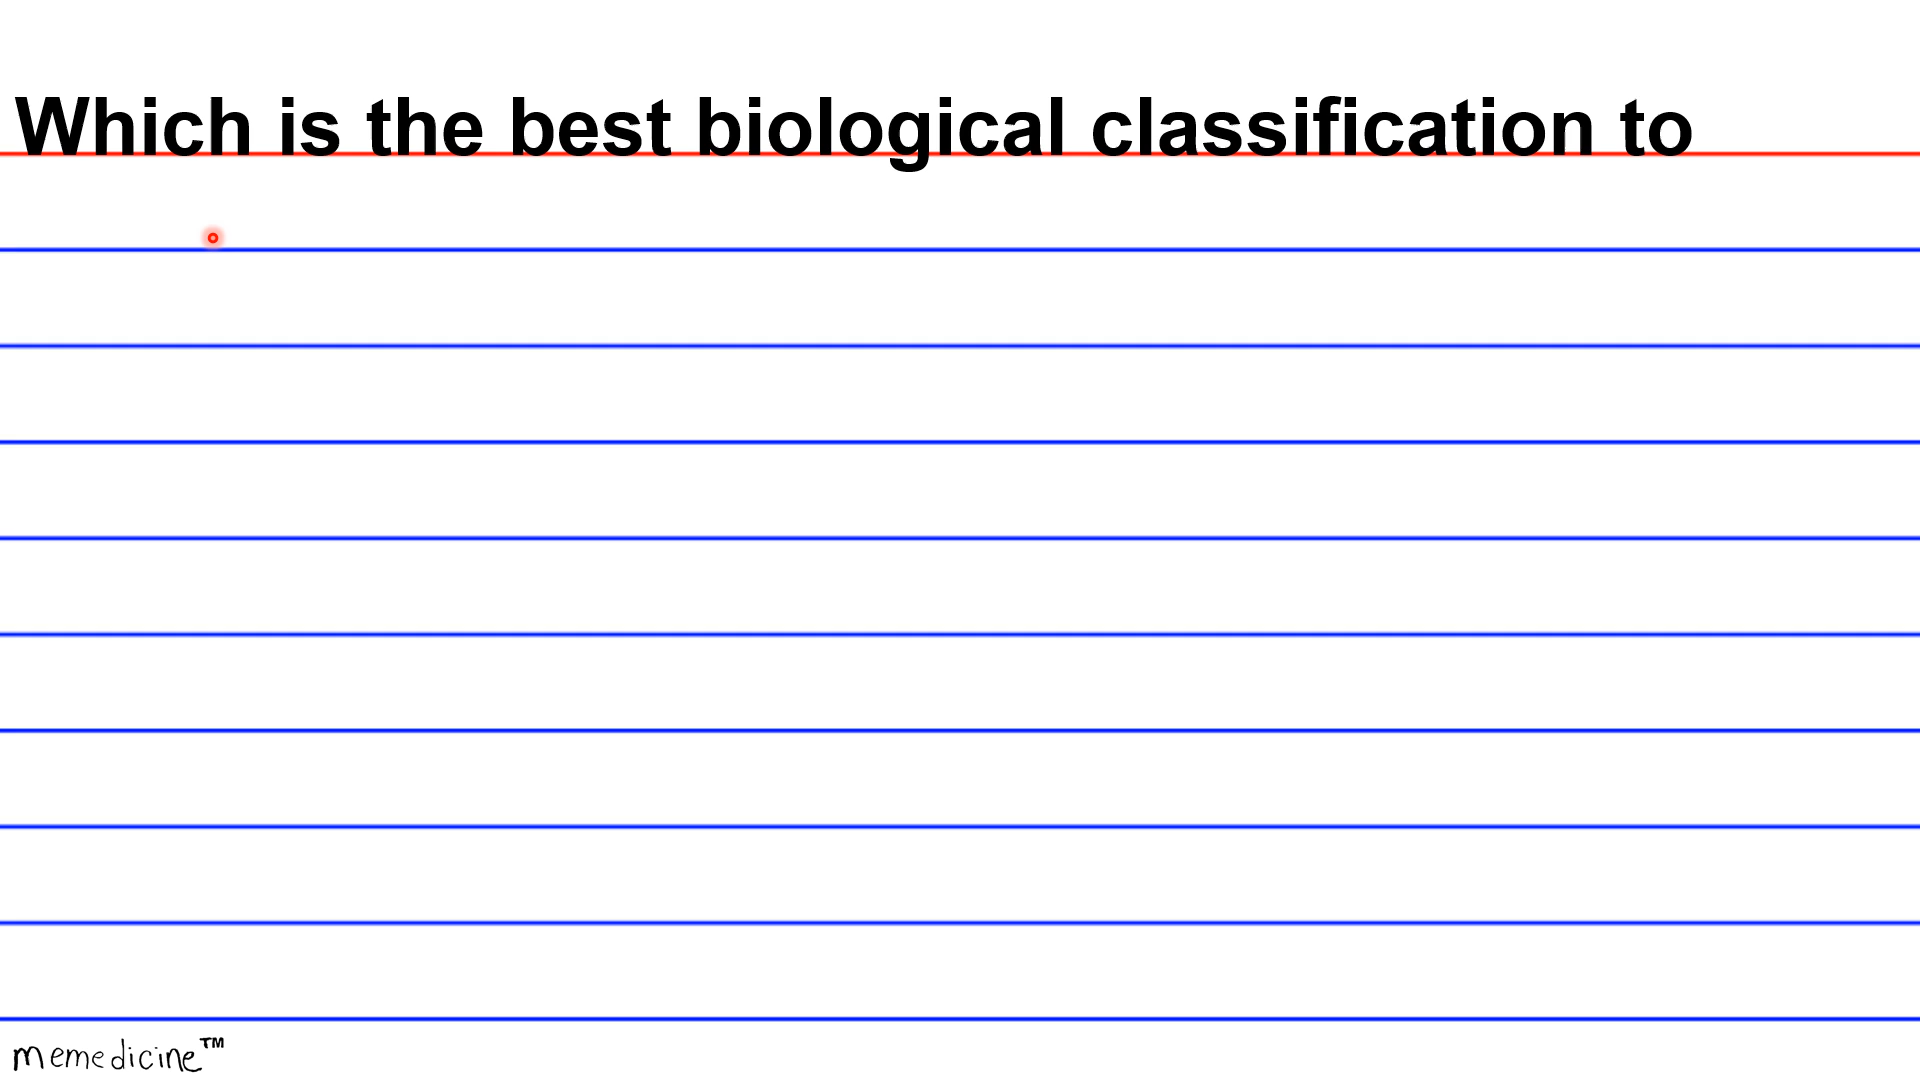 Which is the best biological classification to
memedicine™